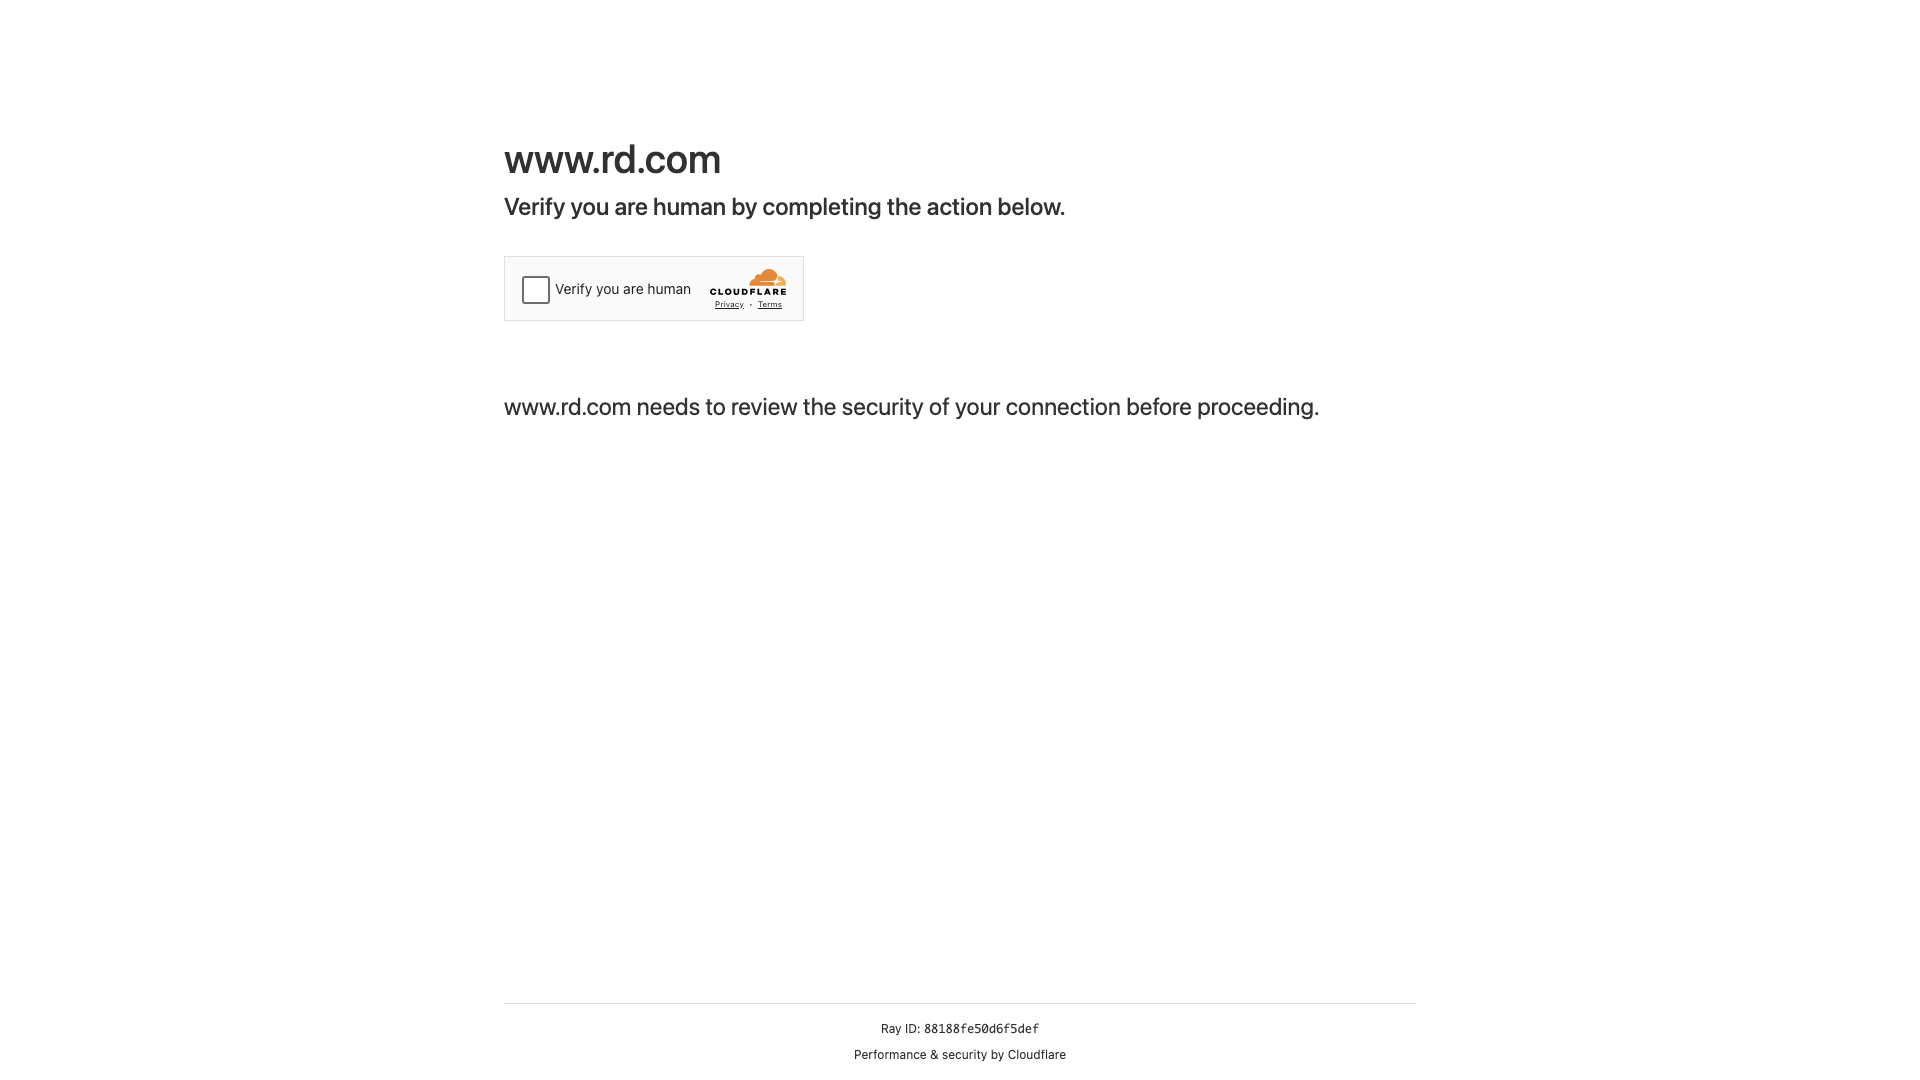 www.rd.com
Verify you are human by completing the action below.
Verify you are human
CLOUDFLARE
Privacy • Terms
www.rd.com needs to review the security of your connection before proceeding.
Ray ID: 88188fe50d6f5def
Performance & security by Cloudflare